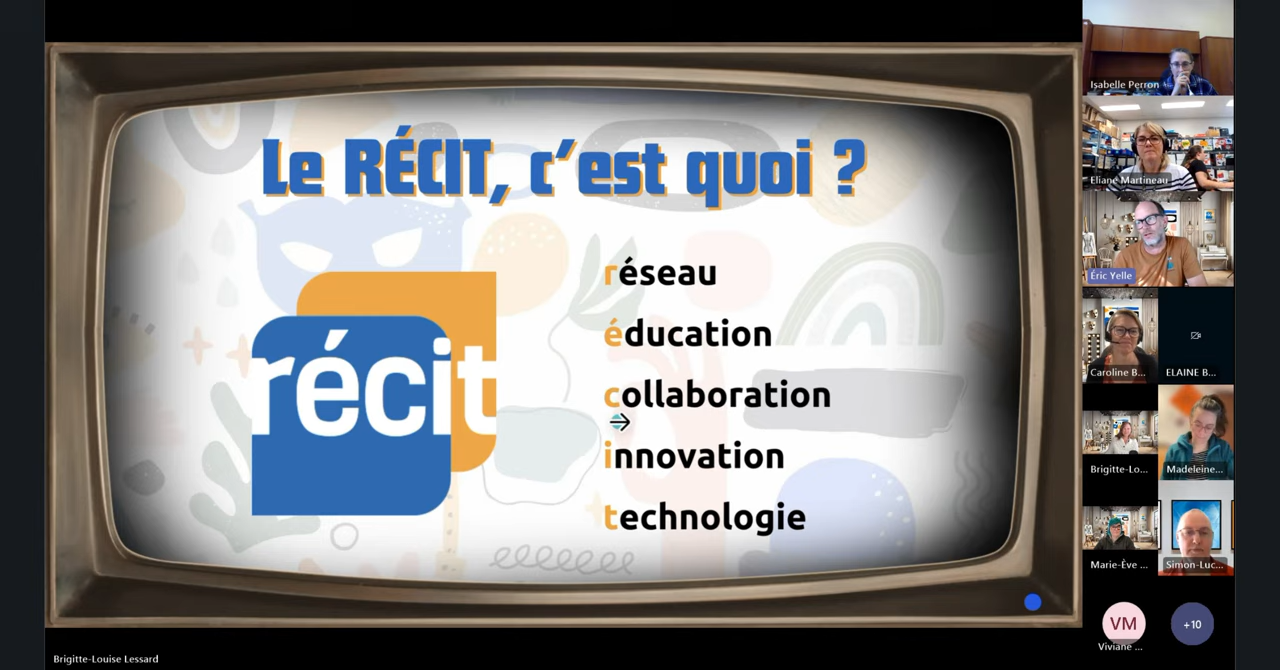 Le RÉCIT, c'est quoi ?
récit
réseau
éducation
collaboration
innovation
technologie
Isabelle Perron
Eliane Martineau
Éric Yelle
Caroline B...
ELAINE B...
Brigitte-Lo...
Madeleine...
Marie-Ève ...
Simon-Luc...
VM
Viviane ...
+10
Brigitte-Louise Lessard